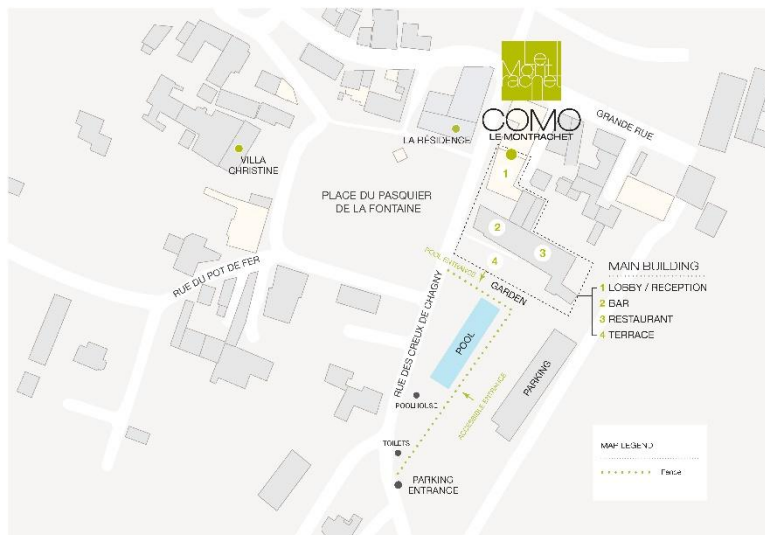 Le
Mont
rachet
COMO
LE MONTRACHET
GRANDE RUE
LA RÉSIDENCE
VILLA
CHRISTINE
1
PLACE DU PASQUIER
DE LA FONTAINE
2
3
4
POOL ENTRANCE
GARDEN
RUE DU POT DE FER
RUE DES CREUX DE CHAGNY
POOL
PARKING
MAIN BUILDING
1 LOBBY / RECEPTION
2 BAR
3 RESTAURANT
4 TERRACE
POOLHOUSE
ACCESSIBLE ENTRANCE
TOILETS
PARKING
ENTRANCE
MAP LEGEND
Fence